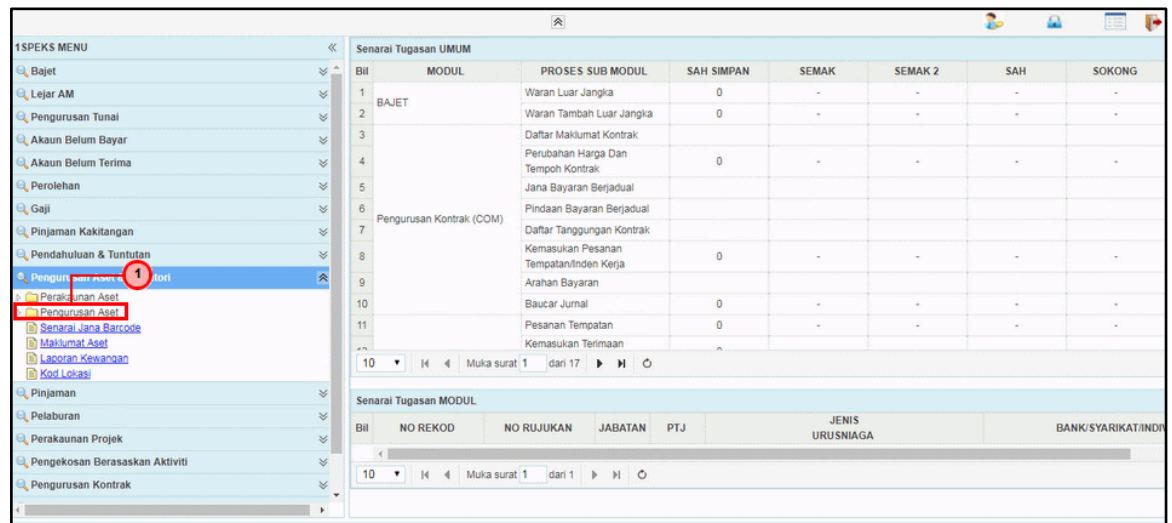 1SPEKS MENU
Bajet
Lejar AM
Pengurusan Tunai
Akaun Belum Bayar
Akaun Belum Terima
Perolehan
Gaji
Pinjaman Kakitangan
Pendahuluan & Tuntutan
1
Perakaunan Aset
Pengurusan Aset
Senarai Jana Barcode
Maklumat Aset
Laporan Kewangan
Kod Lokasi
Pinjaman
Pelaburan
Perakaunan Projek
Pengekosan Berasaskan Aktiviti
Pengurusan Kontrak
Senarai Tugasan UMUM
Bil MODUL PROSES SUB MODUL SAH SIMPAN SEMAK SEMAK 2 SAH SOKONG
1 BAJET Waran Luar Jangka 0 - - - -
2 Waran Tambah Luar Jangka 0 - - - -
3 Daftar Maklumat Kontrak
4 Perubahan Harga Dan
Tempoh Kontrak 0 - - - -
5 Jana Bayaran Berjadual
6 Pengurusan Kontrak (COM) Pindaan Bayaran Berjadual
7 Daftar Tanggungan Kontrak
8 Kemasukan Pesanan
Tempatan/Inden Kerja 0 - - - -
9 Arahan Bayaran
10 Baucar Jurnal 0 - - - -
11 Pesanan Tempatan 0 - - - -
Kemasukan Terimaan
10 Muka surat 1 dari 17
Senarai Tugasan MODUL
Bil NO REKOD NO RUJUKAN JABATAN PTJ JENIS
URUSNIAGA BANK/SYARIKAT/INDIV
10 Muka surat 1 dari 1